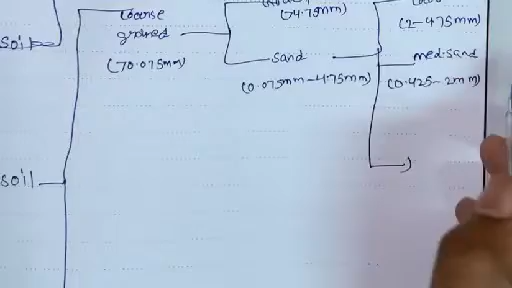 coarse
grained
(>0.075mm)
(>4.75mm)
sand
(0.075mm-4.75mm)
(2-4.75mm)
med.sand
(0.425-2mm)
soil
soil